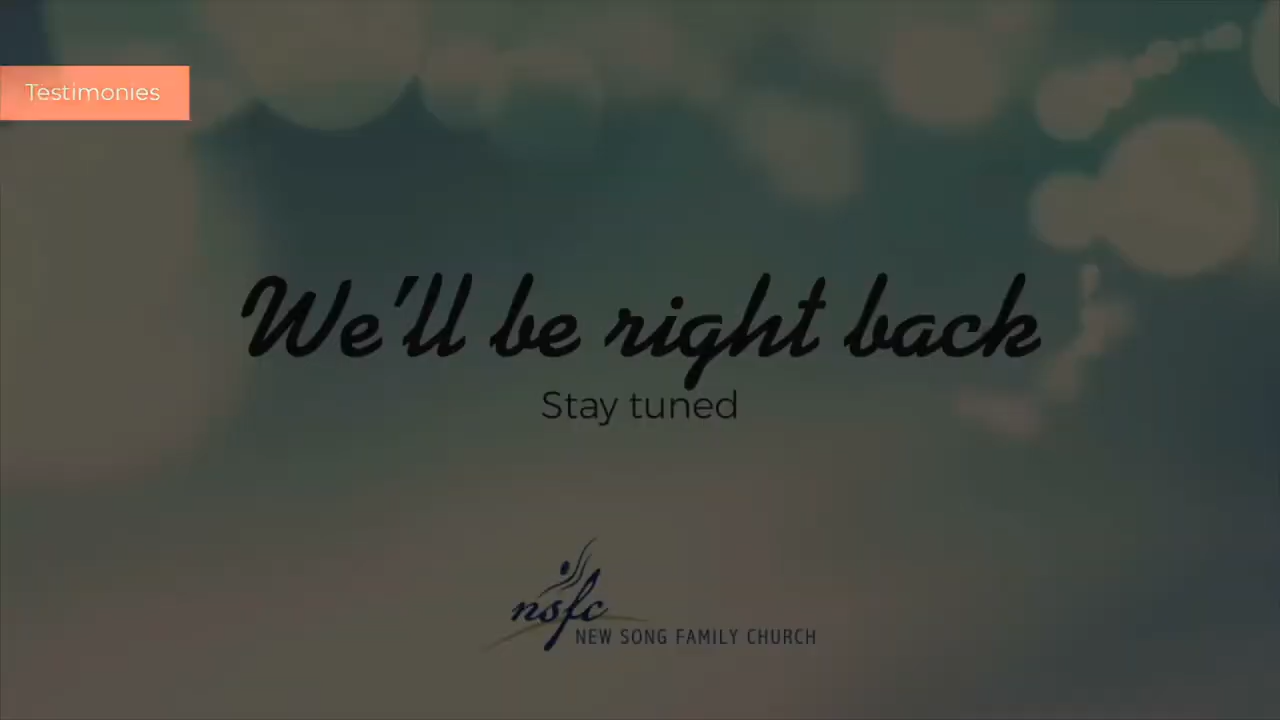 Testimonies
We'll be right back
Stay tuned
nsfc
NEW SONG FAMILY CHURCH